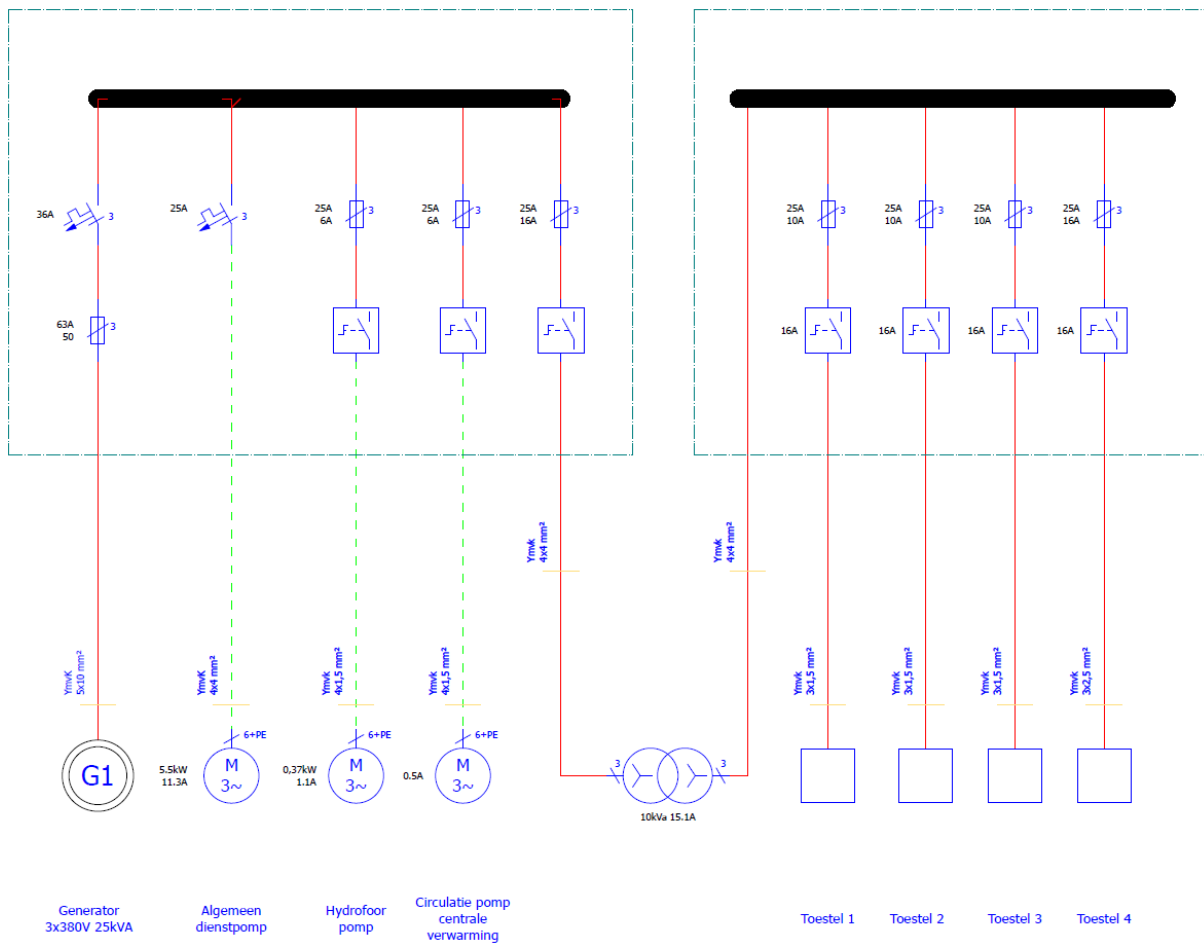 36A
3
25A
3
25A
6A
3
25A
6A
3
25A
16A
3
25A
10A
3
25A
10A
3
25A
10A
3
25A
16A
3
63A
50
3
16A
16A
16A
16A
Ymvk
4x4 mm²
Ymvk
4x4 mm²
YmvK
5x10 mm²
YmvK
4x4 mm²
Ymvk
4x1,5 mm²
Ymvk
4x1,5 mm²
Ymvk
3x1,5 mm²
Ymvk
3x1,5 mm²
Ymvk
3x1,5 mm²
Ymvk
3x2,5 mm²
6+PE
6+PE
6+PE
G1
5.5kW
11.3A
M
3~
0,37kW
1.1A
M
3~
0.5A
M
3~
3
3
10kVa 15.1A
Generator
3x380V 25kVA
Algemeen
dienstpomp
Hydrofoor
pomp
Circulatie pomp
centrale
verwarming
Toestel 1
Toestel 2
Toestel 3
Toestel 4